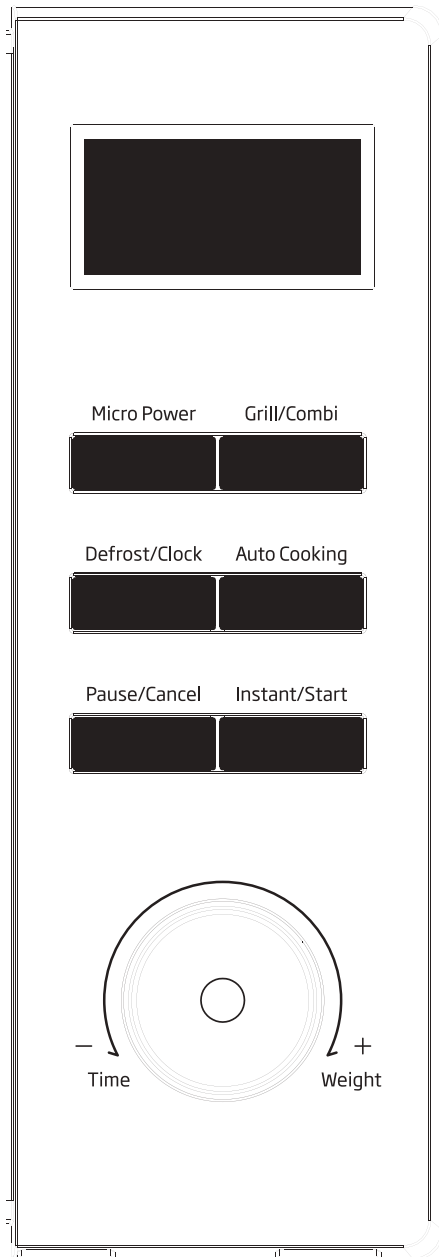 Micro Power Grill/Combi
Defrost/Clock Auto Cooking
Pause/Cancel Instant/Start
− +
Time Weight